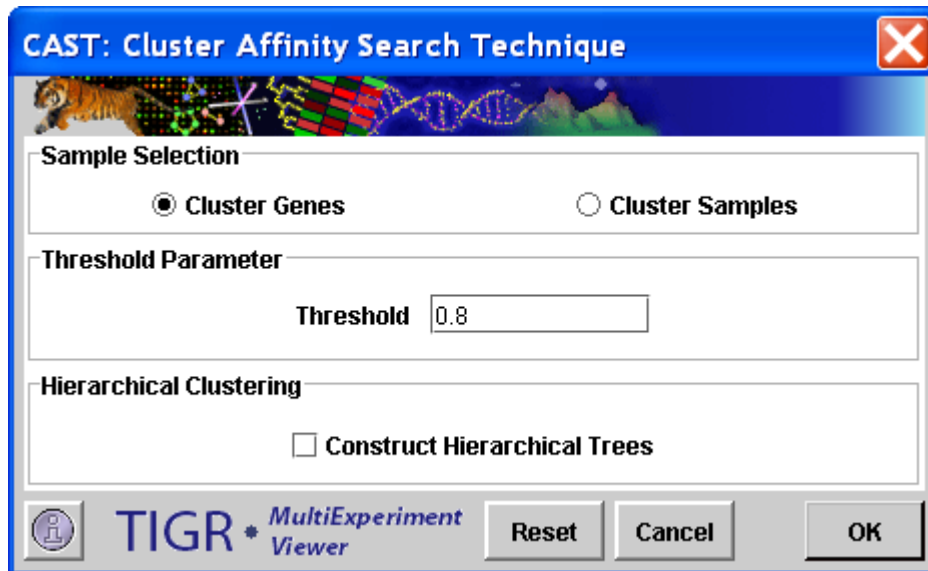 CAST: Cluster Affinity Search Technique
Sample Selection
Cluster Genes Cluster Samples
Threshold Parameter
Threshold 0.8
Hierarchical Clustering
Construct Hierarchical Trees
TIGR • MultiExperiment Viewer Reset Cancel OK